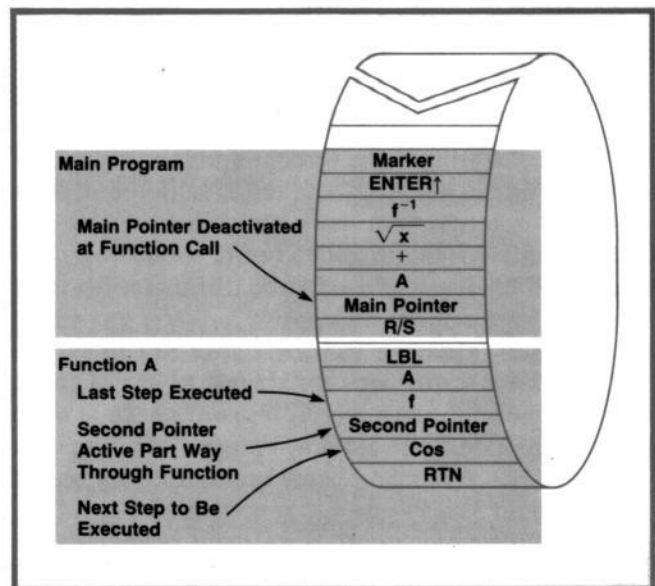 Main Program
Main Pointer Deactivated
at Function Call
Marker
ENTER↑
f⁻¹
√x
+
A
Main Pointer
R/S
Function A
Last Step Executed
Second Pointer
Active Part Way
Through Function
Next Step to Be
Executed
LBL
A
f
Second Pointer
Cos
RTN